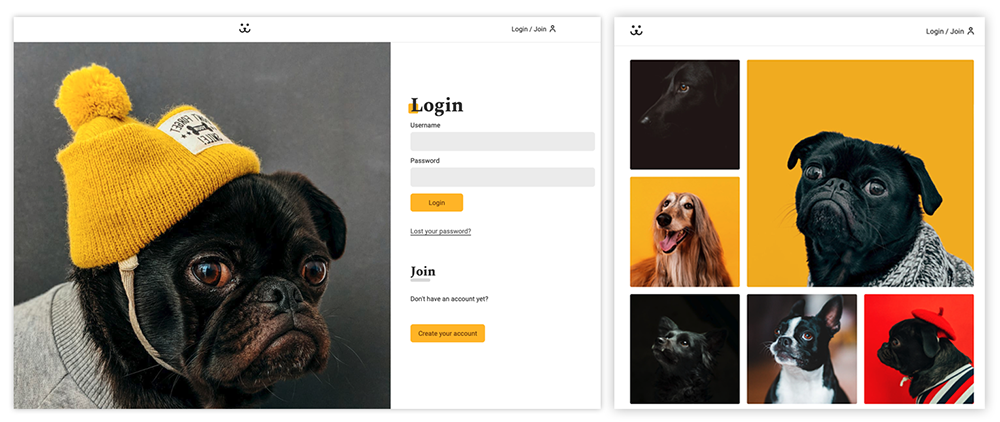 Login / Join
Login
Username
Password
Login
Lost your password?
Join
Don't have an account yet?
Create your account
Login / Join